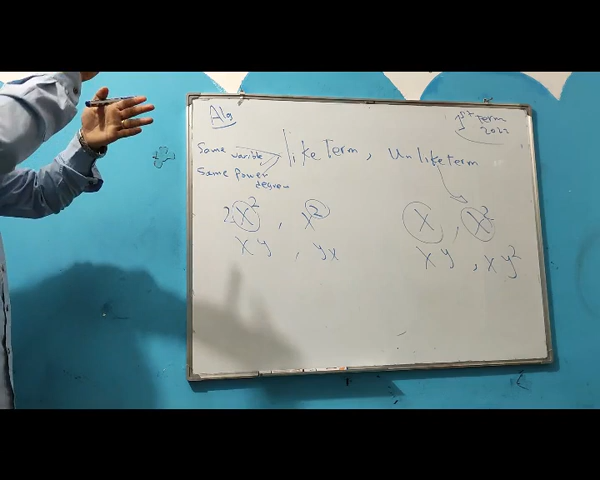 Alg
1st Term
2022
Same varible
Same power
degree
like Term, Unlike term
2x², x²
xy, yx
x, x²
xy, xy²